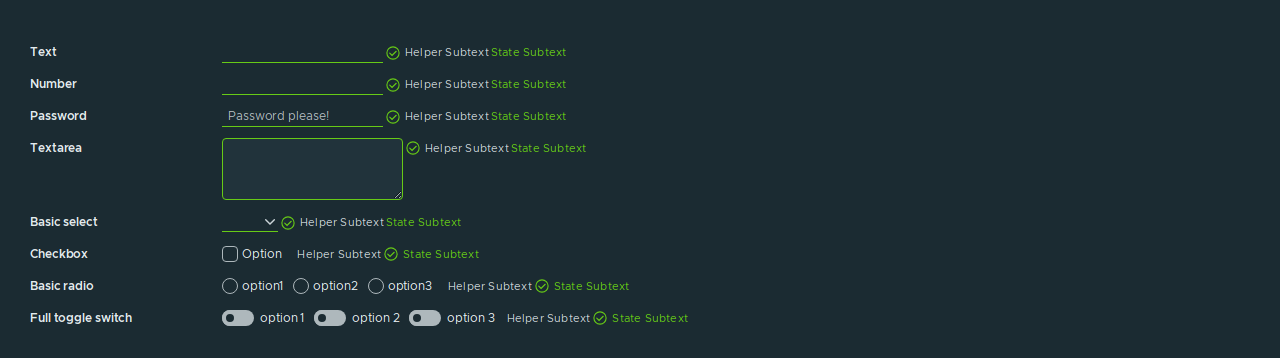 Text Helper Subtext State Subtext
Number Helper Subtext State Subtext
Password Password please! Helper Subtext State Subtext
Textarea Helper Subtext State Subtext
Basic select Helper Subtext State Subtext
Checkbox Option Helper Subtext State Subtext
Basic radio option1 option2 option3 Helper Subtext State Subtext
Full toggle switch option 1 option 2 option 3 Helper Subtext State Subtext